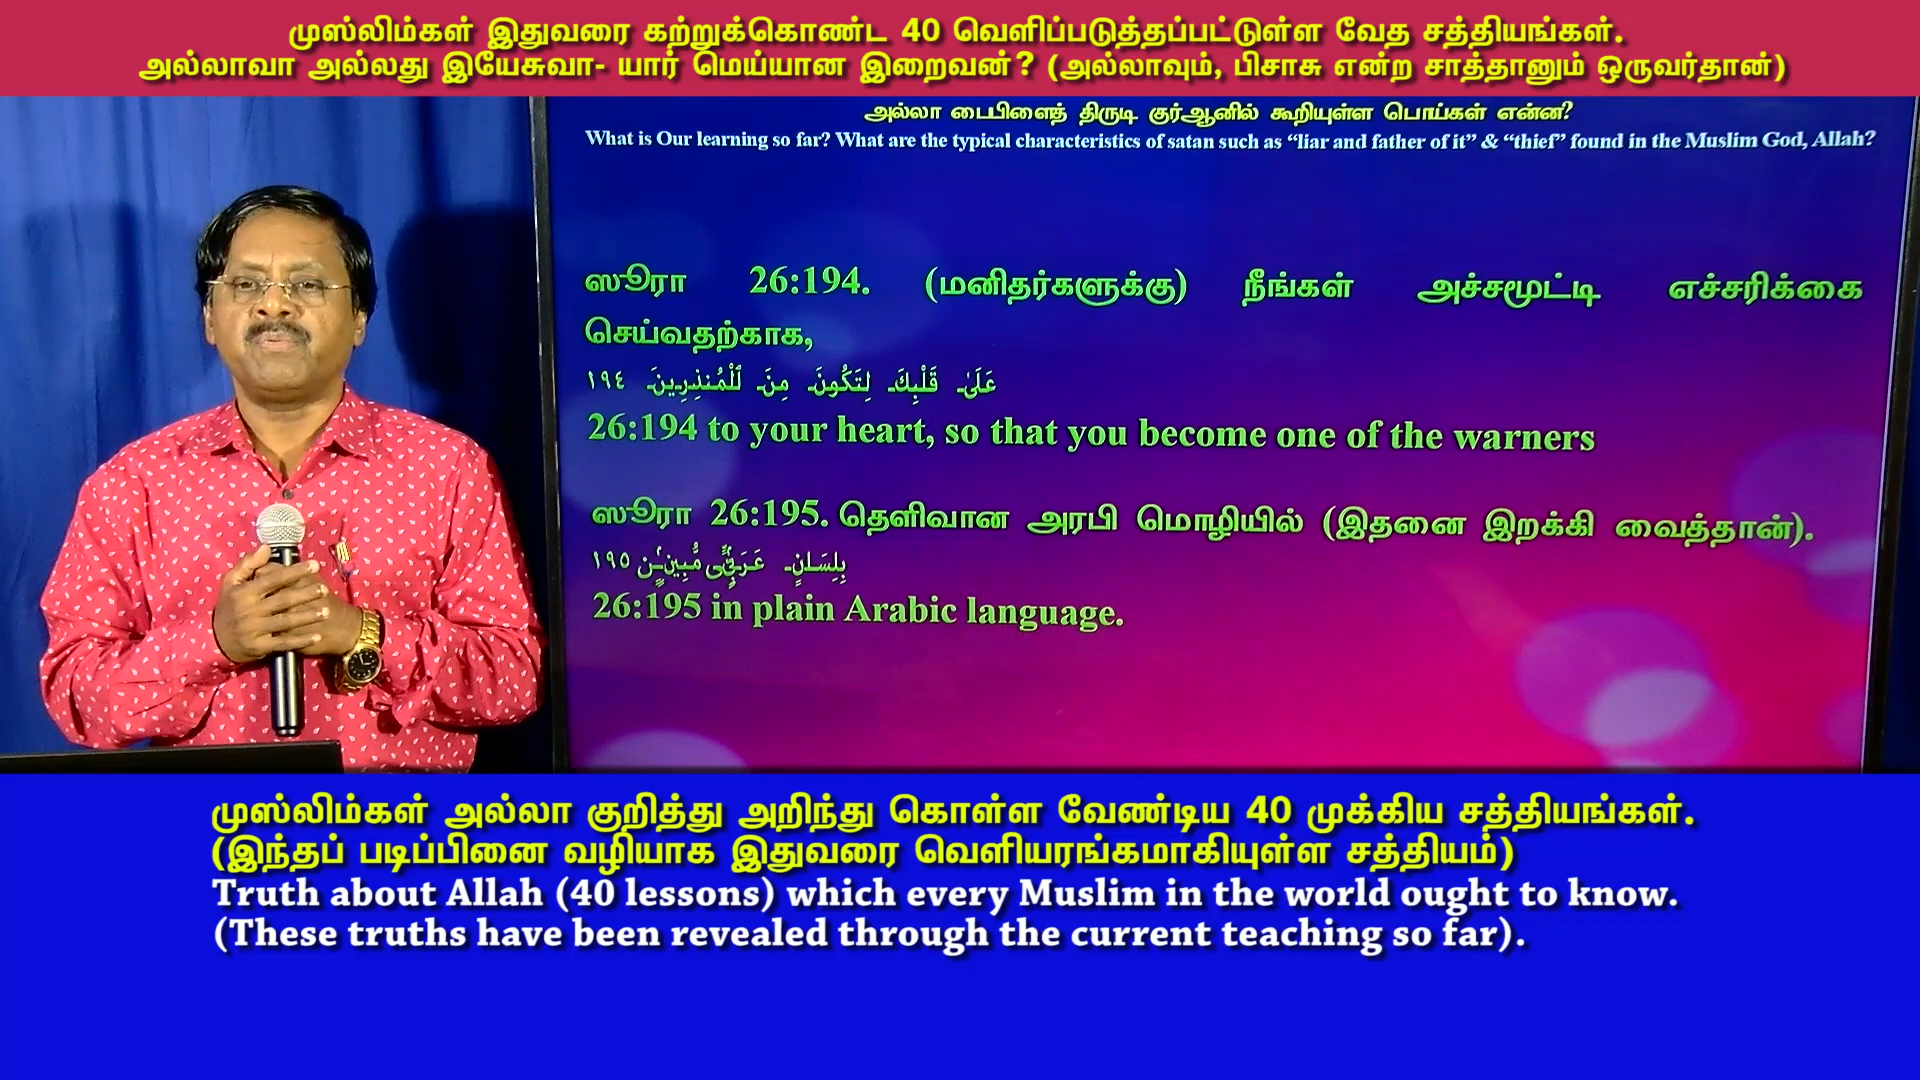 முஸ்லிம்கள் இதுவரை கற்றுக்கொண்ட 40 வெளிப்படுத்தப்பட்டுள்ள வேத சத்தியங்கள்.
அல்லாவா அல்லது இயேசுவா- யார் மெய்யான இறைவன்? (அல்லாவும், பிசாசு என்ற சாத்தானும் ஒருவர்தான்)
அல்லா பைபிளைத் திருடி குர்ஆனில் கூறியுள்ள பொய்கள் என்ன?
What is Our learning so far? What are the typical characteristics of satan such as “liar and father of it” & “thief” found in the Muslim God, Allah?
ஸூரா 26:194. (மனிதர்களுக்கு) நீங்கள் அச்சமூட்டி எச்சரிக்கை
செய்வதற்காக,
عَلَىٰ قَلْبِكَ لِتَكُونَ مِنَ ٱلْمُنذِرِينَ ١٩٤
26:194 to your heart, so that you become one of the warners
ஸூரா 26:195. தெளிவான அரபி மொழியில் (இதனை இறக்கி வைத்தான்).
بِلِسَانٍ عَرَبِىٍّ مُّبِينٍ ١٩٥
26:195 in plain Arabic language.
முஸ்லிம்கள் அல்லா குறித்து அறிந்து கொள்ள வேண்டிய 40 முக்கிய சத்தியங்கள்.
(இந்தப் படிப்பினை வழியாக இதுவரை வெளியரங்கமாகியுள்ள சத்தியம்)
Truth about Allah (40 lessons) which every Muslim in the world ought to know.
(These truths have been revealed through the current teaching so far).